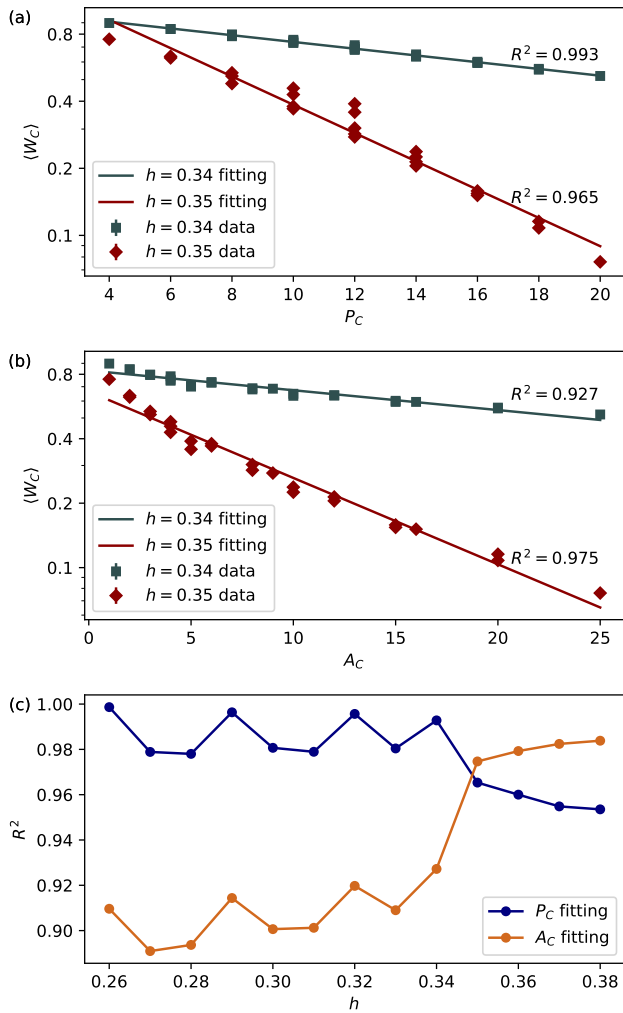 (a)
0.8
0.4
0.2
0.1
⟨W_C⟩
R² = 0.993
R² = 0.965
h = 0.34 fitting
h = 0.35 fitting
h = 0.34 data
h = 0.35 data
4 6 8 10 12 14 16 18 20
P_C
(b)
0.8
0.4
0.2
0.1
⟨W_C⟩
R² = 0.927
R² = 0.975
h = 0.34 fitting
h = 0.35 fitting
h = 0.34 data
h = 0.35 data
0 5 10 15 20 25
A_C
(c)
1.00
0.98
0.96
0.94
0.92
0.90
R²
P_C fitting
A_C fitting
0.26 0.28 0.30 0.32 0.34 0.36 0.38
h